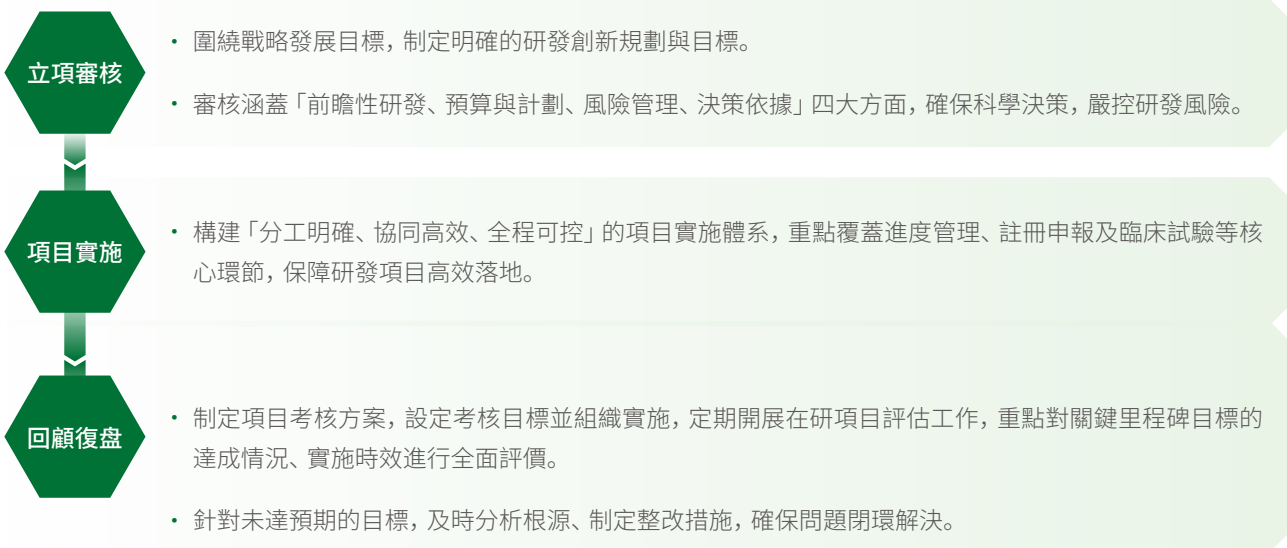 立項審核
• 圍繞戰略發展目標，制定明確的研發創新規劃與目標。
• 審核涵蓋「前瞻性研發、預算與計劃、風險管理、決策依據」四大方面，確保科學決策，嚴控研發風險。
項目實施
• 構建「分工明確、協同高效、全程可控」的項目實施體系，重點覆蓋進度管理、註冊申報及臨床試驗等核
心環節，保障研發項目高效落地。
回顧復盘
• 制定項目考核方案，設定考核目標並組織實施，定期開展在研項目評估工作，重點對關鍵里程碑目標的
達成情況、實施時效進行全面評價。
• 針對未達預期的目標，及時分析根源、制定整改措施，確保問題閉環解決。